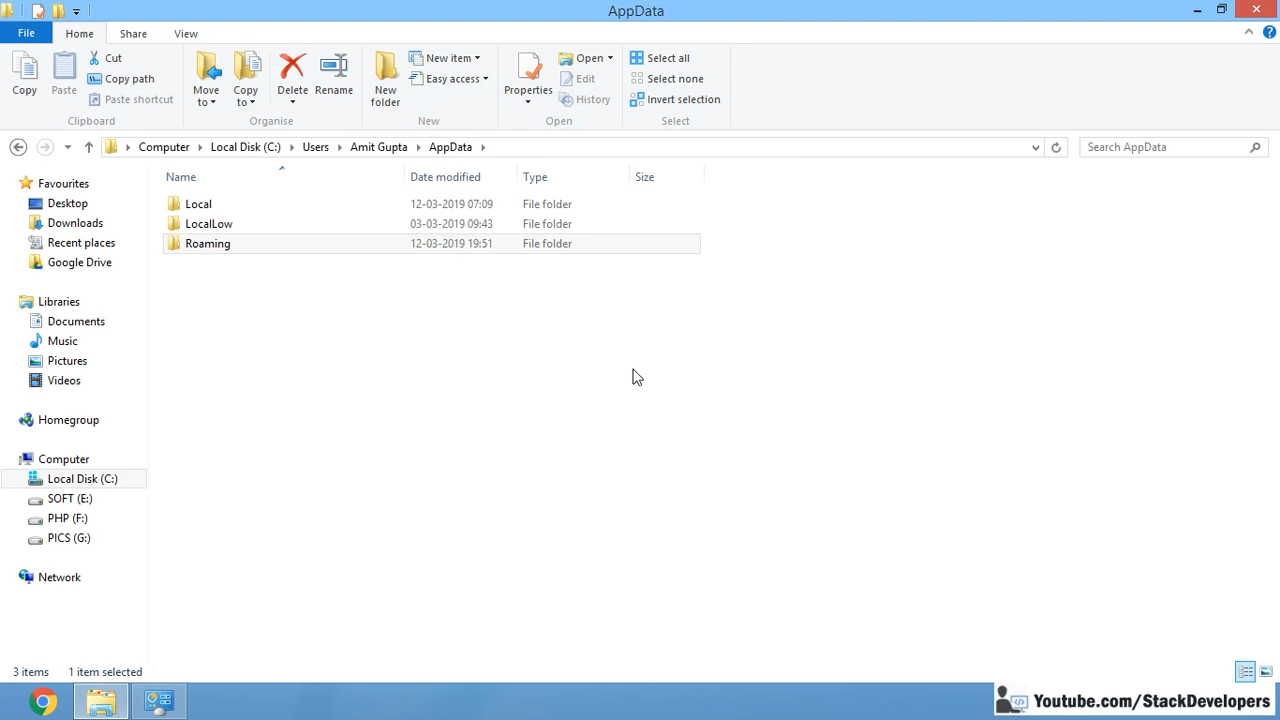 AppData
File
Home
Share
View
Copy
Paste
Cut
Copy path
Paste shortcut
Clipboard
Move to
Copy to
Delete
Rename
Organise
New folder
New item
Easy access
New
Properties
Open
Edit
History
Open
Select all
Select none
Invert selection
Select
Computer
Local Disk (C:)
Users
Amit Gupta
AppData
Search AppData
Favourites
Desktop
Downloads
Recent places
Google Drive
Libraries
Documents
Music
Pictures
Videos
Homegroup
Computer
Local Disk (C:)
SOFT (E:)
PHP (F:)
PICS (G:)
Network
Name Date modified Type Size
Local 12-03-2019 07:09 File folder
LocalLow 03-03-2019 09:43 File folder
Roaming 12-03-2019 19:51 File folder
3 items 1 item selected
Youtube.com/StackDevelopers